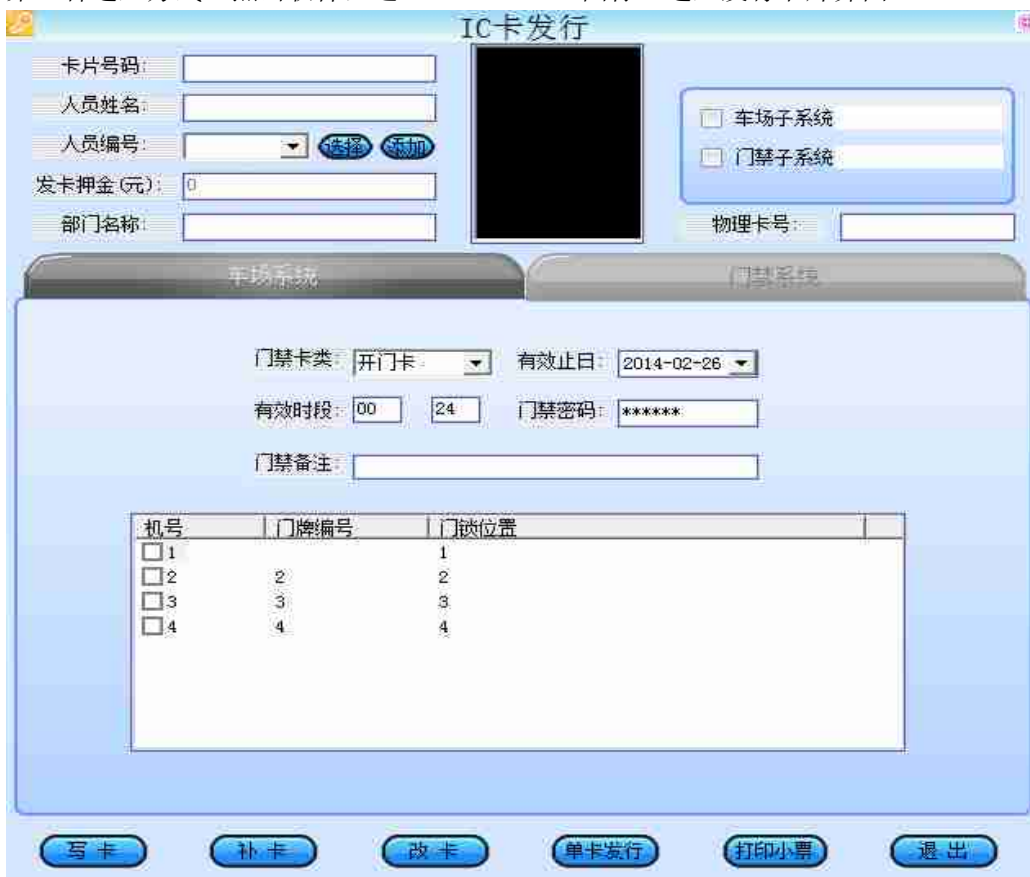 IC卡发行
卡片号码:
人员姓名:
人员编号: 选择 添加
发卡押金(元): 0
部门名称:
车场子系统
门禁子系统
物理卡号:
车场系统 门禁系统
门禁卡类: 开门卡 有效止日: 2014-02-26
有效时段: 00 24 门禁密码: ******
门禁备注:
机号 门牌编号 门锁位置
1 1
2 2 2
3 3 3
4 4 4
写卡 补卡 改卡 单卡发行 打印小票 退出